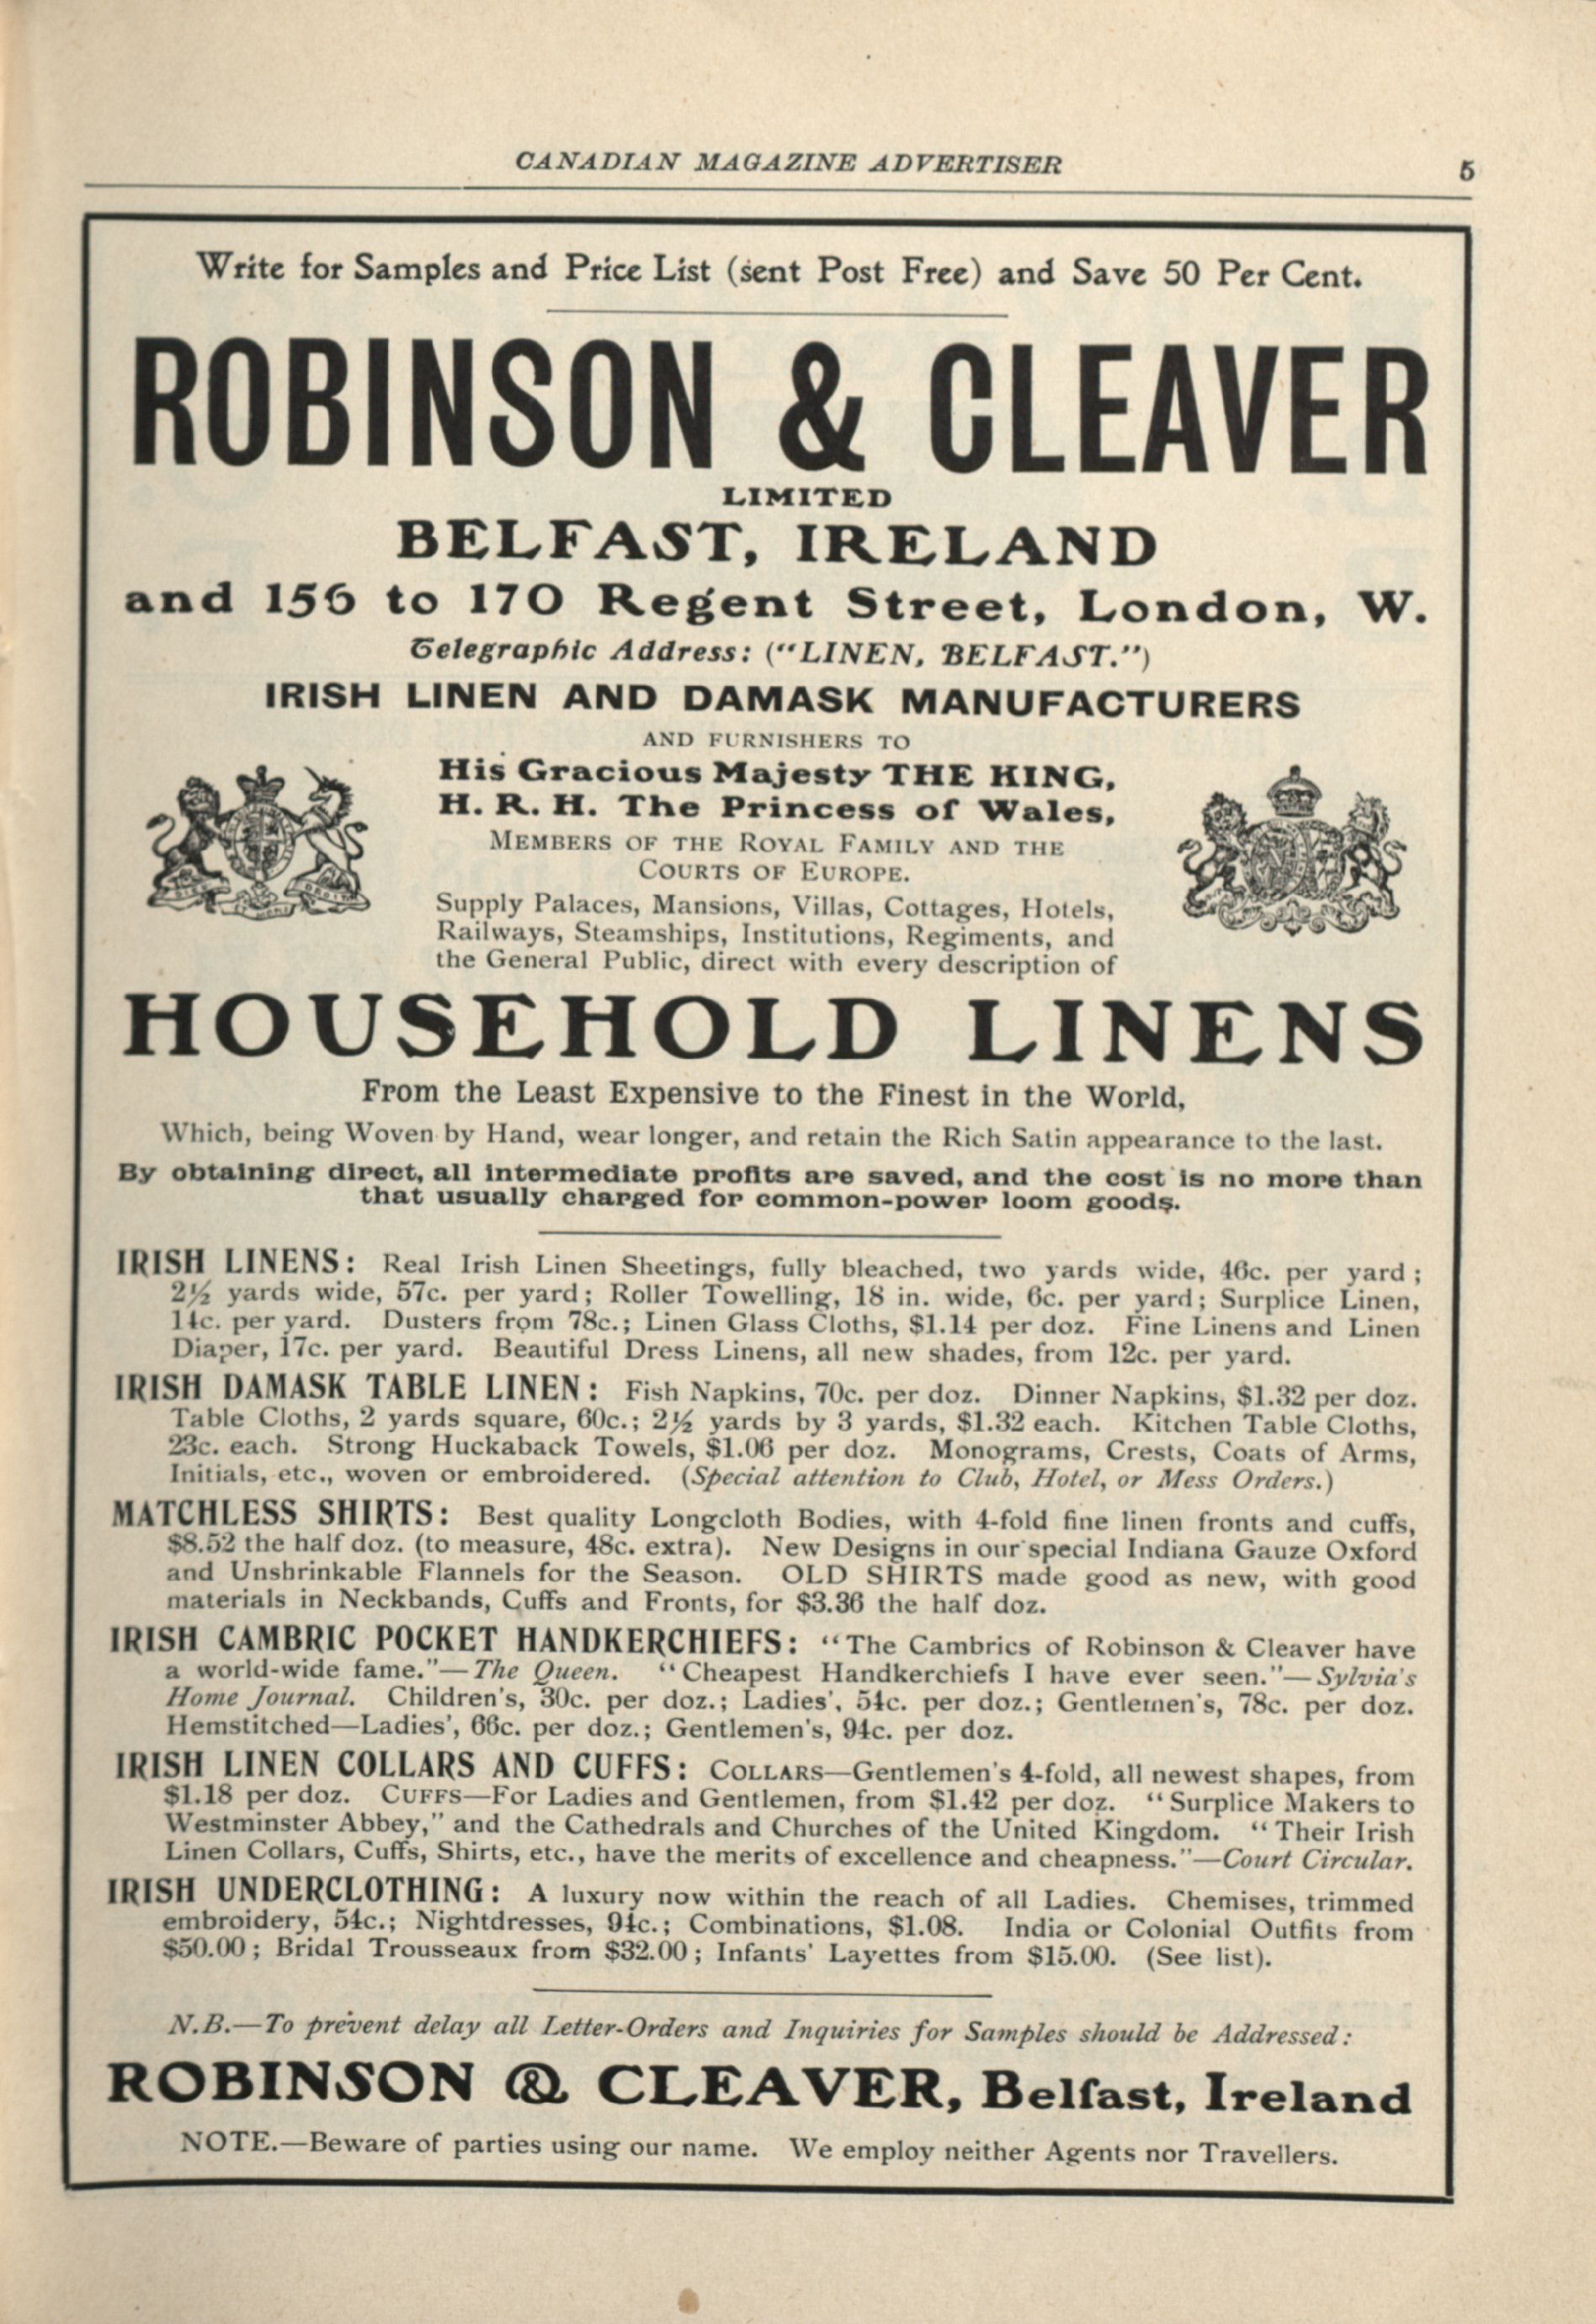 CANADIAN MAGAZINE ADVERTISER 5
Write for Samples and Price List (sent Post Free) and Save 50 Per Cent.
ROBINSON & CLEAVER
LIMITED
BELFAST, IRELAND
and 156 to 170 Regent Street, London, W.
Telegraphic Address: ("LINEN, BELFAST.")
IRISH LINEN AND DAMASK MANUFACTURERS
AND FURNISHERS TO
His Gracious Majesty THE KING,
H. R. H. The Princess of Wales,
MEMBERS OF THE ROYAL FAMILY AND THE
COURTS OF EUROPE.
Supply Palaces, Mansions, Villas, Cottages, Hotels,
Railways, Steamships, Institutions, Regiments, and
the General Public, direct with every description of
HOUSEHOLD LINENS
From the Least Expensive to the Finest in the World,
Which, being Woven by Hand, wear longer, and retain the Rich Satin appearance to the last.
By obtaining direct, all intermediate profits are saved, and the cost is no more than
that usually charged for common-power loom goods.
IRISH LINENS: Real Irish Linen Sheetings, fully bleached, two yards wide, 46c. per yard;
2½ yards wide, 57c. per yard; Roller Towelling, 18 in. wide, 6c. per yard; Surplice Linen,
14c. per yard. Dusters from 78c.; Linen Glass Cloths, $1.14 per doz. Fine Linens and Linen
Diaper, 17c. per yard. Beautiful Dress Linens, all new shades, from 12c. per yard.
IRISH DAMASK TABLE LINEN: Fish Napkins, 70c. per doz. Dinner Napkins, $1.32 per doz.
Table Cloths, 2 yards square, 60c.; 2½ yards by 3 yards, $1.32 each. Kitchen Table Cloths,
23c. each. Strong Huckaback Towels, $1.06 per doz. Monograms, Crests, Coats of Arms,
Initials, etc., woven or embroidered. (Special attention to Club, Hotel, or Mess Orders.)
MATCHLESS SHIRTS: Best quality Longcloth Bodies, with 4-fold fine linen fronts and cuffs,
$8.52 the half doz. (to measure, 48c. extra). New Designs in our special Indiana Gauze Oxford
and Unshrinkable Flannels for the Season. OLD SHIRTS made good as new, with good
materials in Neckbands, Cuffs and Fronts, for $3.36 the half doz.
IRISH CAMBRIC POCKET HANDKERCHIEFS: "The Cambrics of Robinson & Cleaver have
a world-wide fame."—The Queen. "Cheapest Handkerchiefs I have ever seen."—Sylvia's
Home Journal. Children's, 30c. per doz.; Ladies', 54c. per doz.; Gentlemen's, 78c. per doz.
Hemstitched—Ladies', 66c. per doz.; Gentlemen's, 94c. per doz.
IRISH LINEN COLLARS AND CUFFS: COLLARS—Gentlemen's 4-fold, all newest shapes, from
$1.18 per doz. CUFFS—For Ladies and Gentlemen, from $1.42 per doz. "Surplice Makers to
Westminster Abbey," and the Cathedrals and Churches of the United Kingdom. "Their Irish
Linen Collars, Cuffs, Shirts, etc., have the merits of excellence and cheapness."—Court Circular.
IRISH UNDERCLOTHING: A luxury now within the reach of all Ladies. Chemises, trimmed
embroidery, 54c.; Nightdresses, 94c.; Combinations, $1.08. India or Colonial Outfits from
$50.00; Bridal Trousseaux from $32.00; Infants' Layettes from $15.00. (See list).
N.B.—To prevent delay all Letter-Orders and Inquiries for Samples should be Addressed:
ROBINSON & CLEAVER, Belfast, Ireland
NOTE.—Beware of parties using our name. We employ neither Agents nor Travellers.